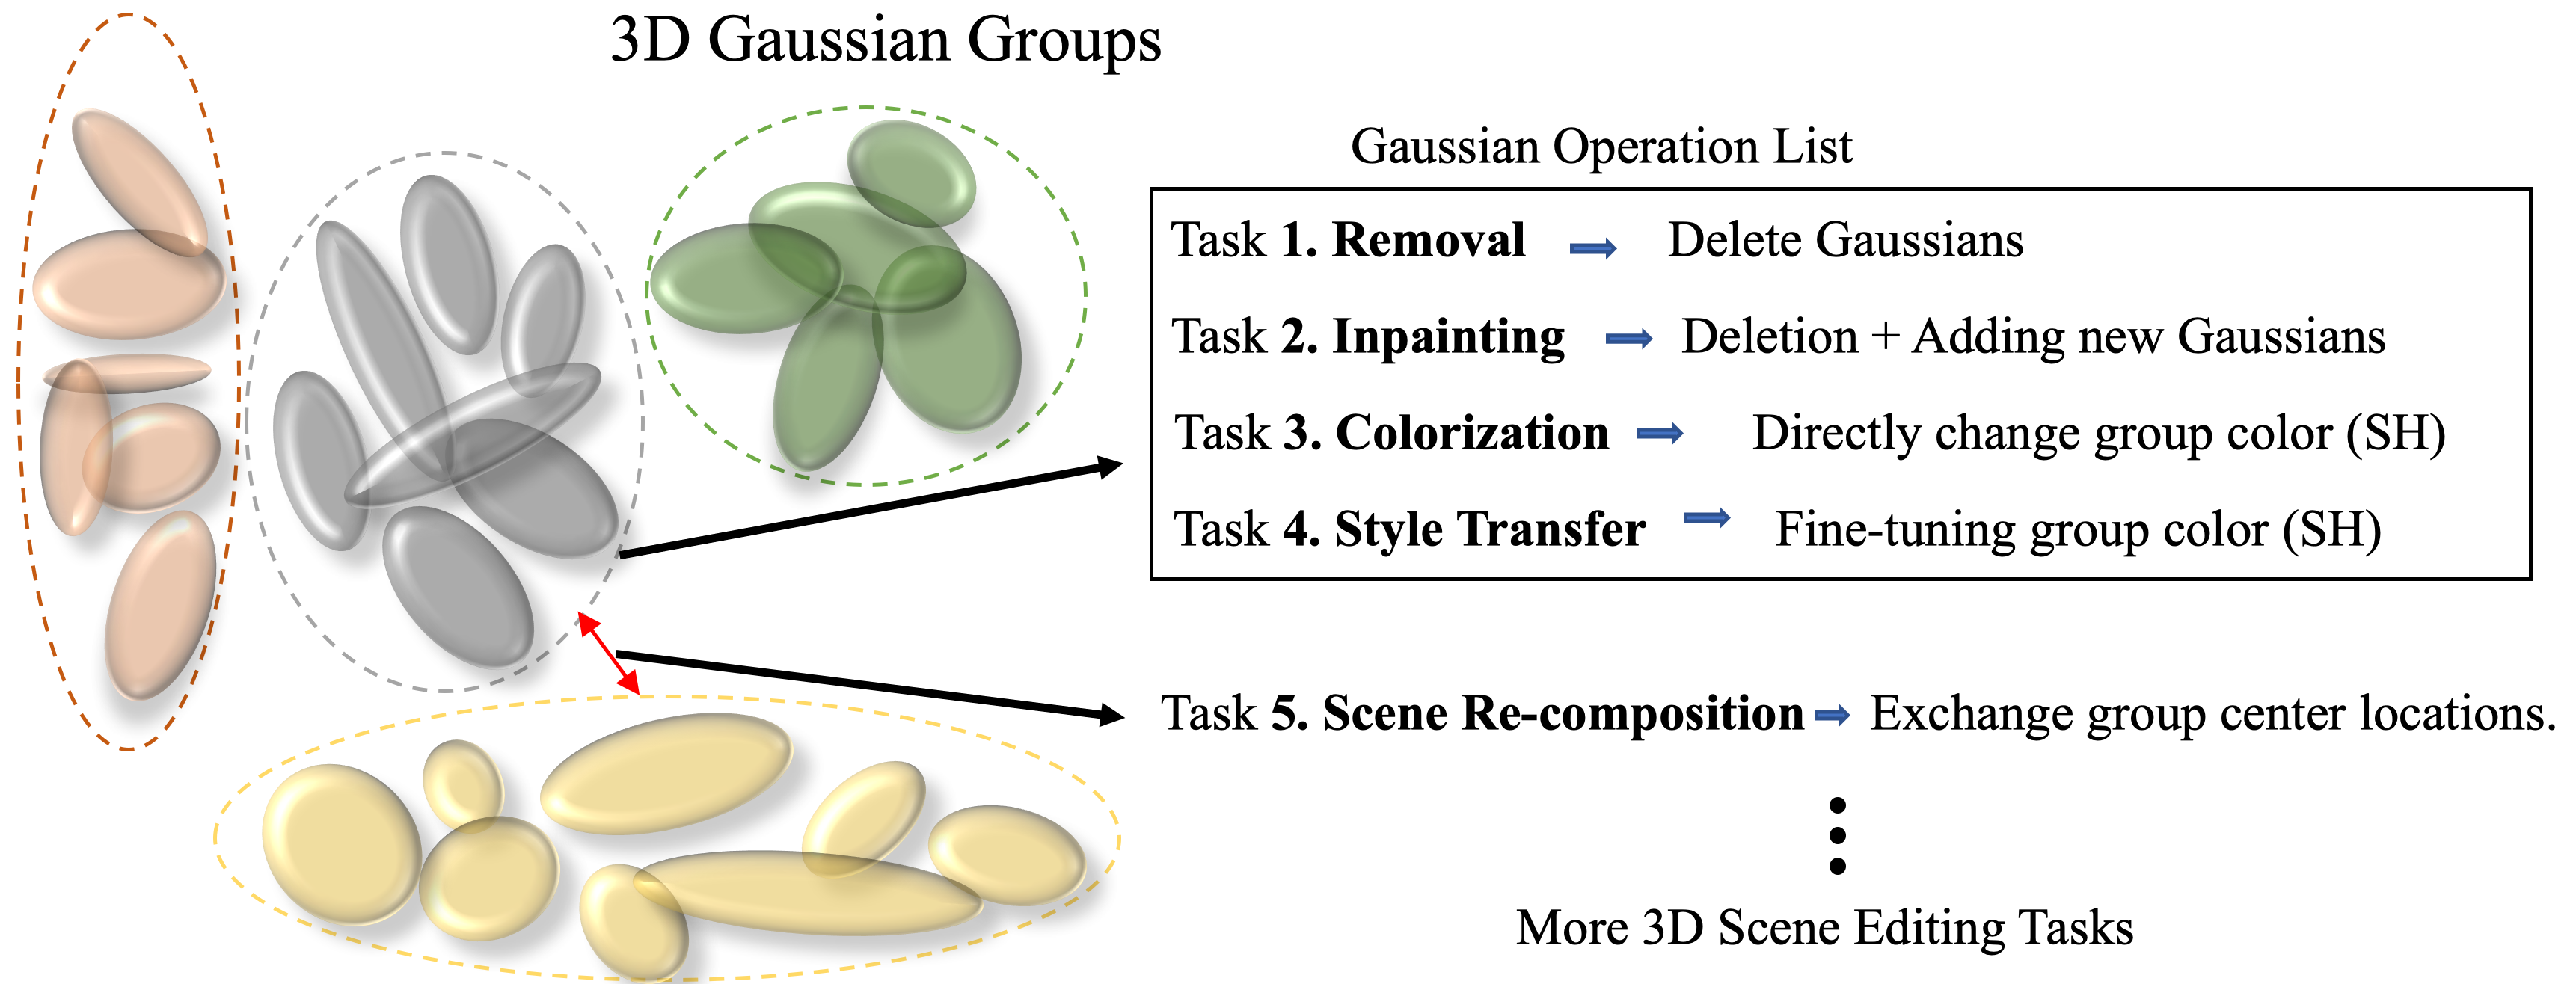 3D Gaussian Groups
Gaussian Operation List
Task 1. Removal Delete Gaussians
Task 2. Inpainting Deletion + Adding new Gaussians
Task 3. Colorization Directly change group color (SH)
Task 4. Style Transfer Fine-tuning group color (SH)
Task 5. Scene Re-composition Exchange group center locations.
More 3D Scene Editing Tasks